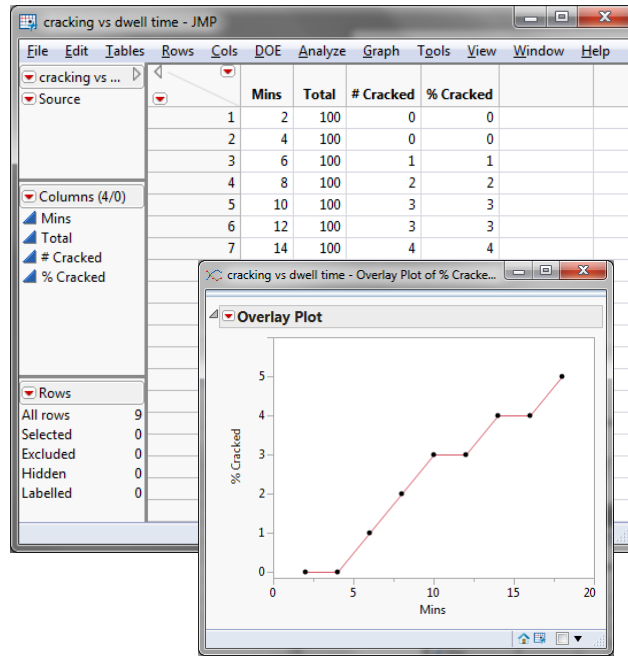 cracking vs dwell time - JMP
File Edit Tables Rows Cols DOE Analyze Graph Tools View Window Help
cracking vs ...
Source
Mins Total # Cracked % Cracked
1 2 100 0 0
2 4 100 0 0
3 6 100 1 1
4 8 100 2 2
5 10 100 3 3
6 12 100 3 3
7 14 100 4 4
Columns (4/0)
Mins
Total
# Cracked
% Cracked
Rows
All rows 9
Selected 0
Excluded 0
Hidden 0
Labelled 0
cracking vs dwell time - Overlay Plot of % Cracke...
Overlay Plot
5
4
3
2
1
0
% Cracked
0 5 10 15 20
Mins